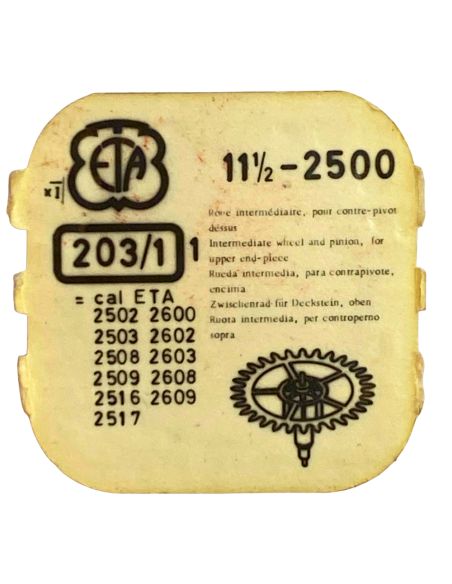 ETA
x1
11½-2500
203/1 1
Roue intermédiaire, pour contre-pivot
dessus
Intermediate wheel and pinion, for
upper end-piece
Rueda intermedia, para contrapivote,
encima
Zwischenrad für Deckstein, oben
Ruota intermedia, per controperno
sopra
= cal ETA
2502 2600
2503 2602
2508 2603
2509 2608
2516 2609
2517